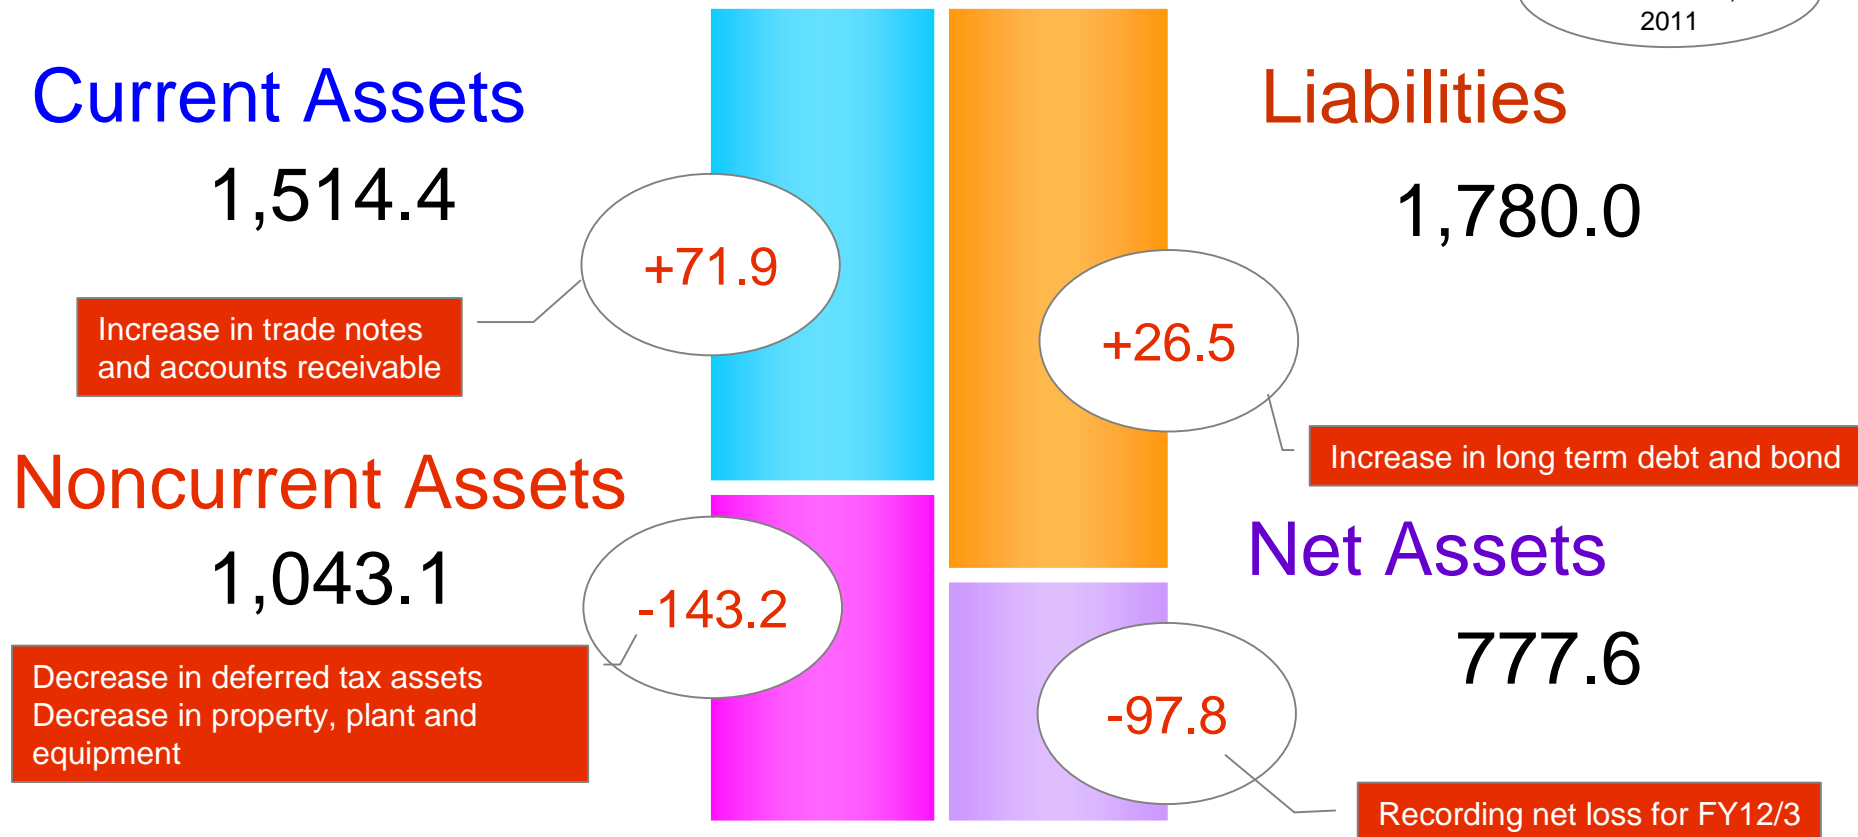 2011
Current Assets
1,514.4
+71.9
Increase in trade notes
and accounts receivable
Liabilities
1,780.0
+26.5
Increase in long term debt and bond
Noncurrent Assets
1,043.1
-143.2
Decrease in deferred tax assets
Decrease in property, plant and
equipment
Net Assets
777.6
-97.8
Recording net loss for FY12/3